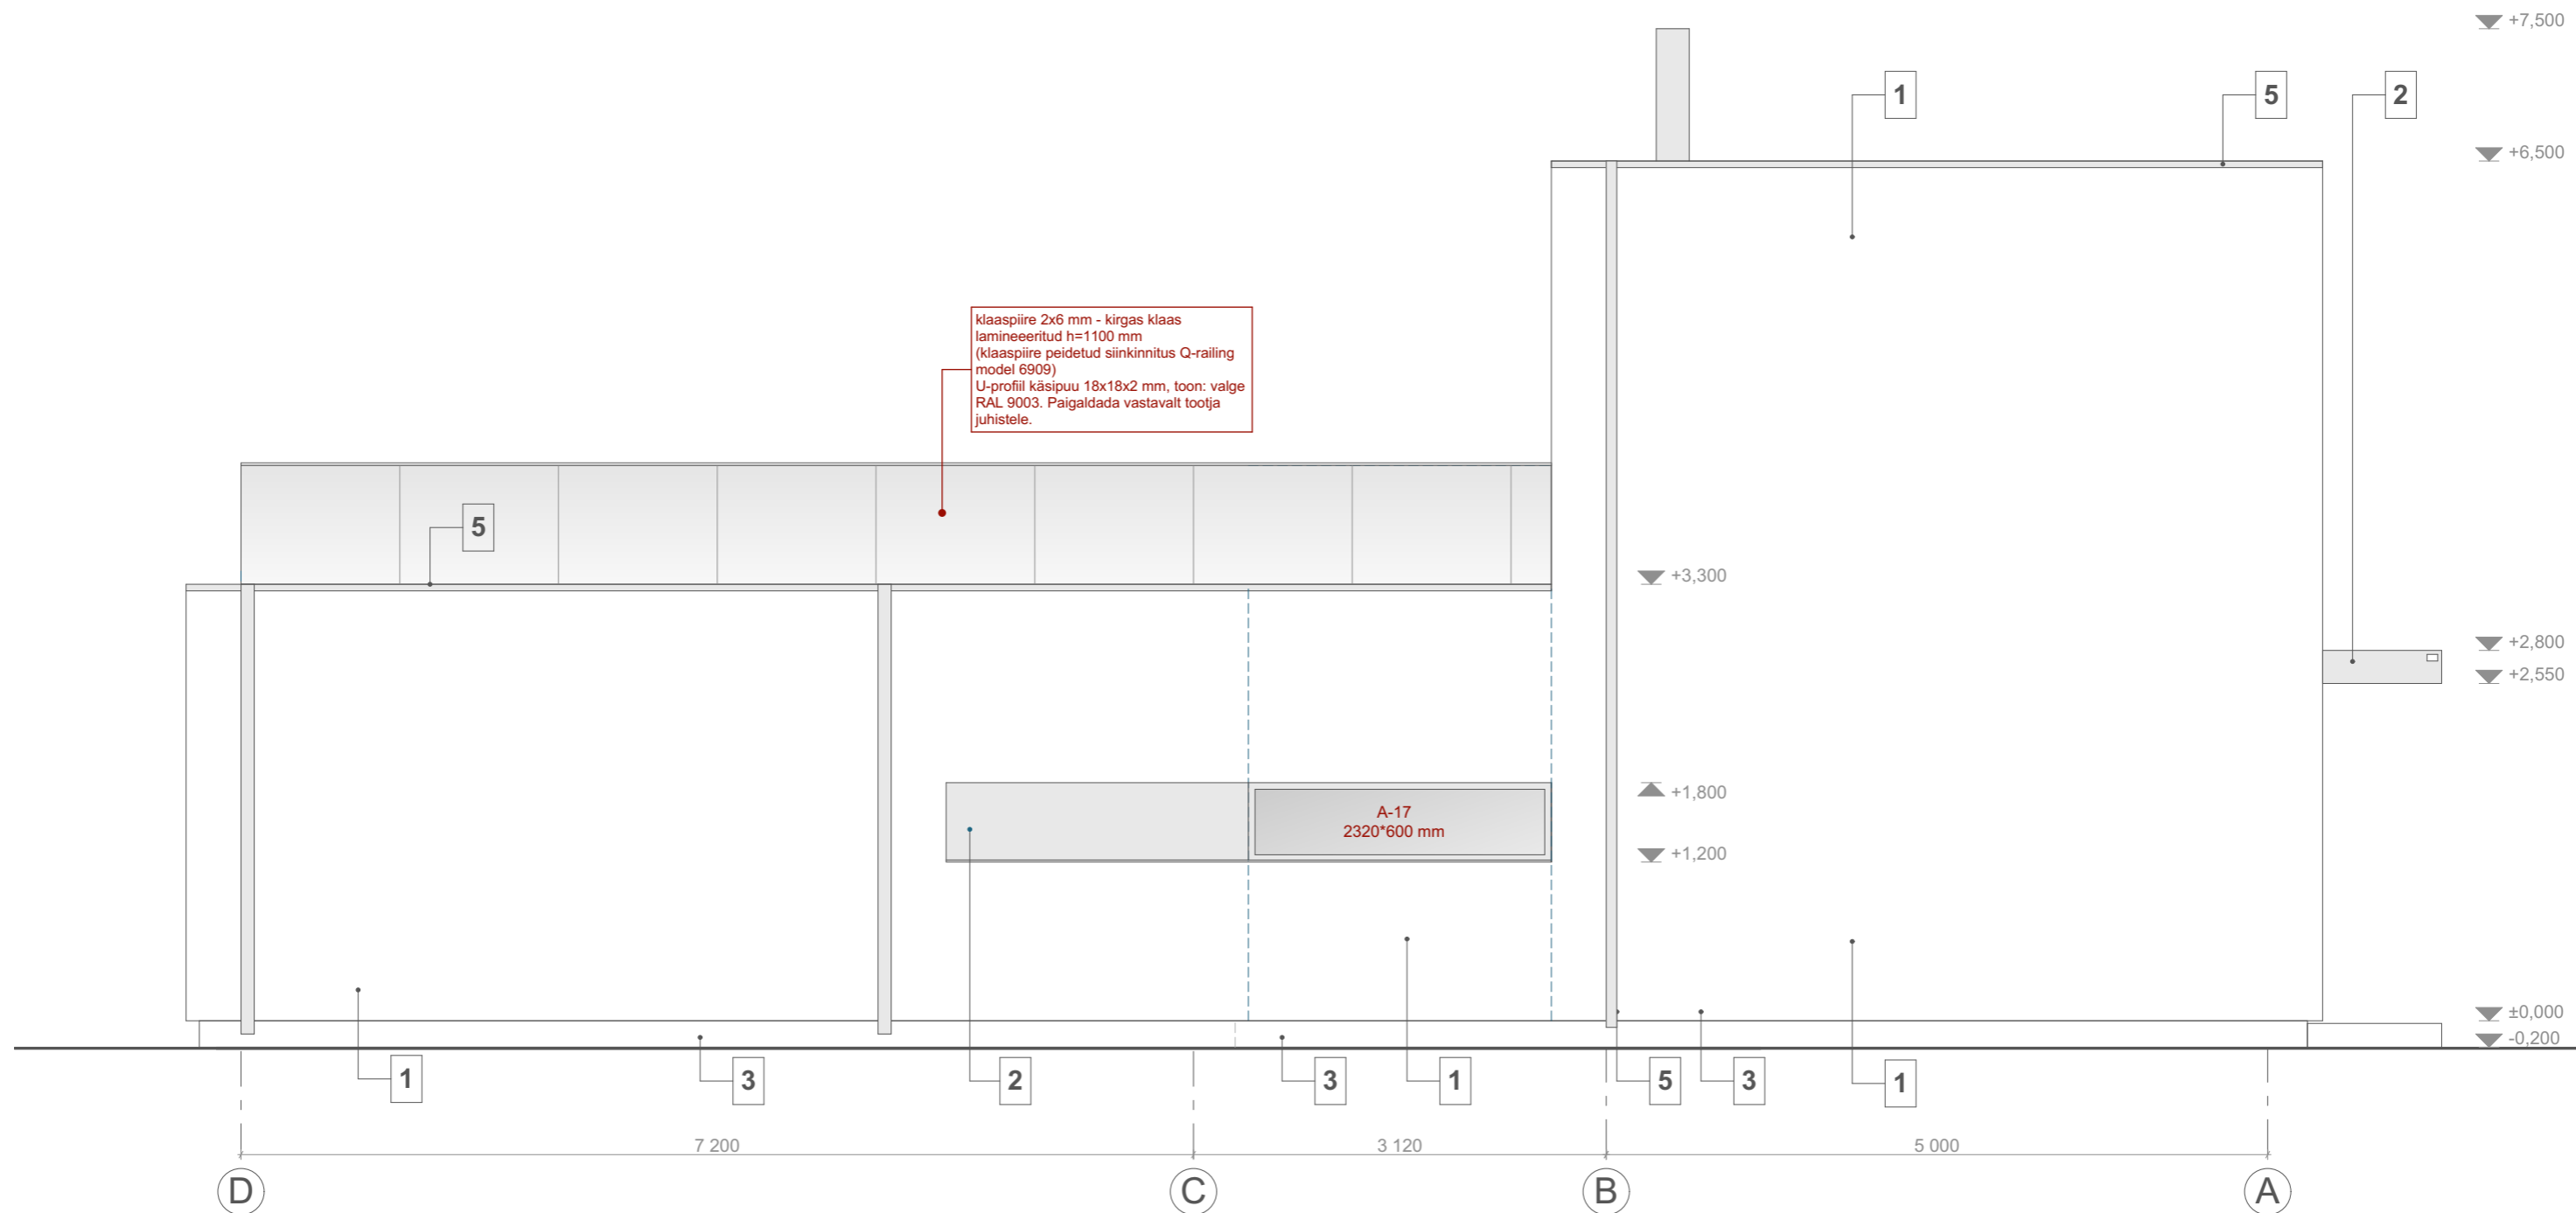 +7,500
1
5
2
+6,500
klaaspiire 2x6 mm - kirgas klaas
lamineeeritud h=1100 mm
(klaaspiire peidetud siinkinnitus Q-railing
model 6909)
U-profiil käsipuu 18x18x2 mm, toon: valge
RAL 9003. Paigaldada vastavalt tootja
juhistele.
5
+3,300
+2,800
+2,550
A-17
2320*600 mm
+1,800
+1,200
±0,000
-0,200
1
3
2
3
1
5
3
1
7 200
3 120
5 000
D
C
B
A